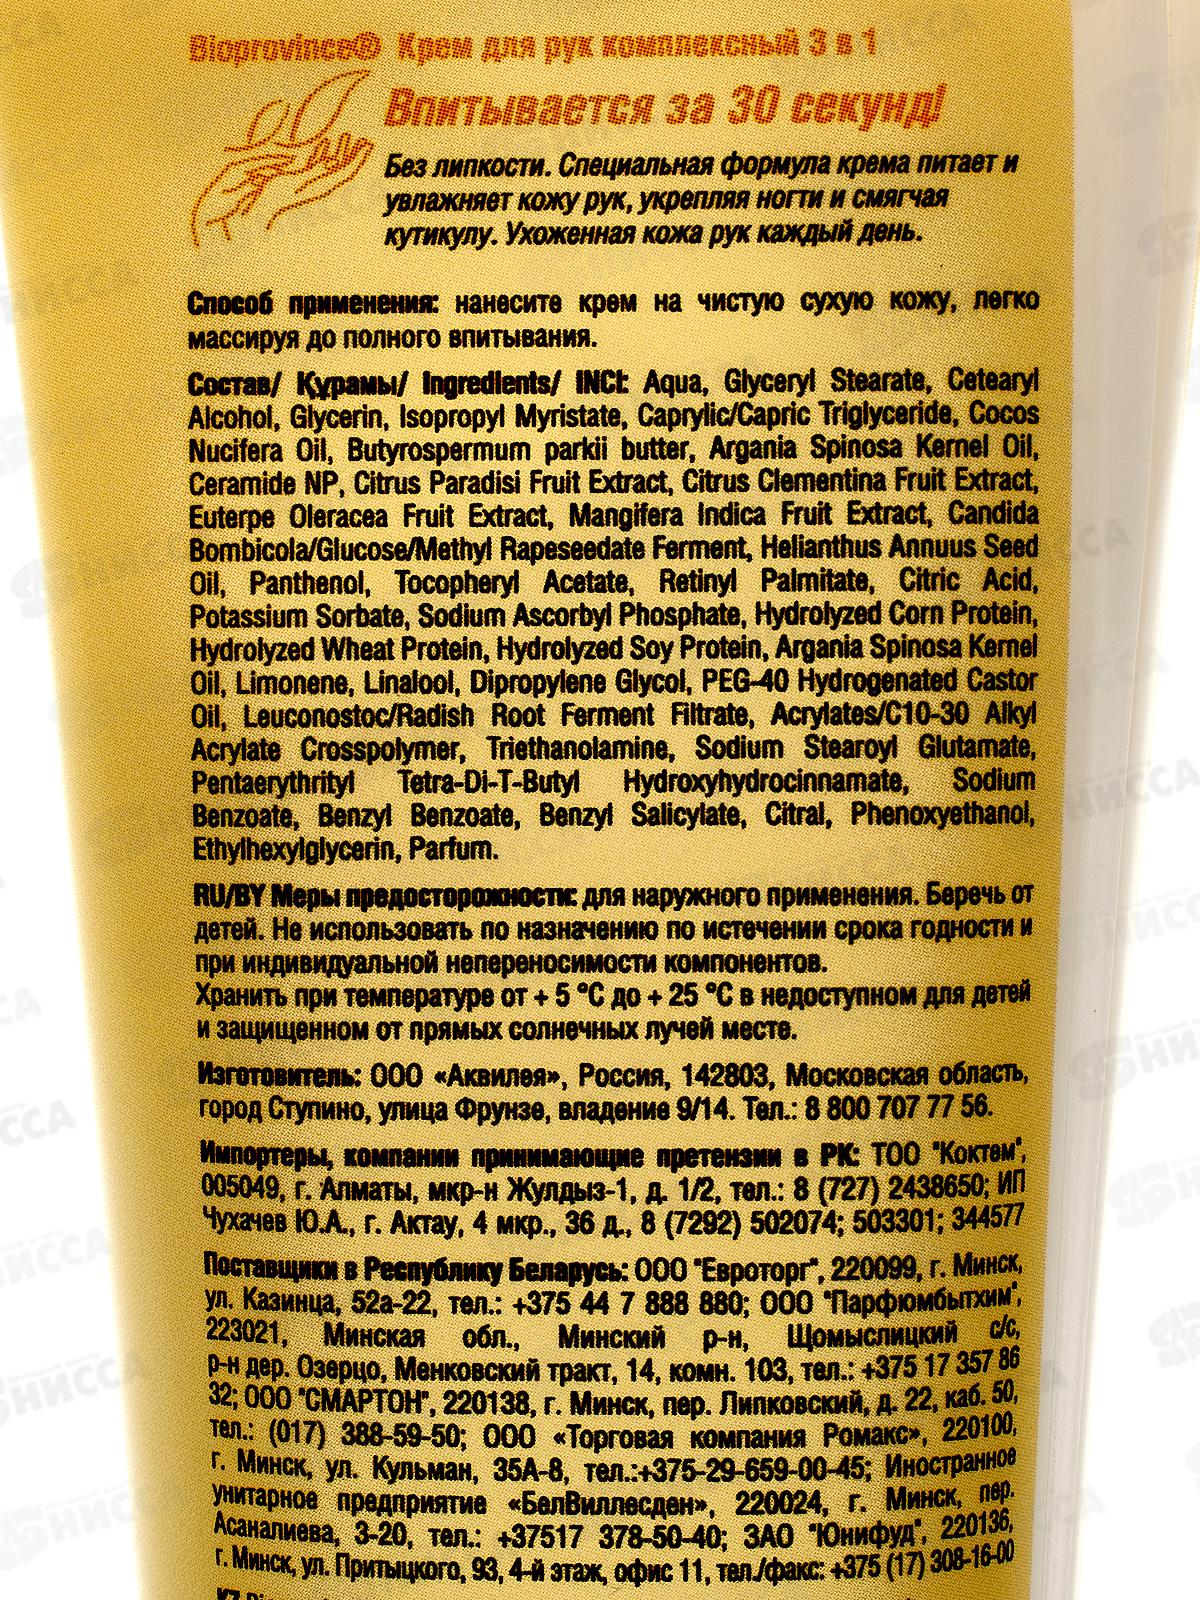 Bioprovince® Крем для рук комплексный 3 в 1
Впитывается за 30 секунд!
Без липкости. Специальная формула крема питает и
увлажняет кожу рук, укрепляя ногти и смягчая
кутикулу. Ухоженная кожа рук каждый день.
Способ применения: нанесите крем на чистую сухую кожу, легко
массируя до полного впитывания.
Состав/ Құрамы/ Ingredients/ INCI: Aqua, Glyceryl Stearate, Cetearyl
Alcohol, Glycerin, Isopropyl Myristate, Caprylic/Capric Triglyceride, Cocos
Nucifera Oil, Butyrospermum parkii butter, Argania Spinosa Kernel Oil,
Ceramide NP, Citrus Paradisi Fruit Extract, Citrus Clementina Fruit Extract,
Euterpe Oleracea Fruit Extract, Mangifera Indica Fruit Extract, Candida
Bombicola/Glucose/Methyl Rapeseedate Ferment, Helianthus Annuus Seed
Oil, Panthenol, Tocopheryl Acetate, Retinyl Palmitate, Citric Acid,
Potassium Sorbate, Sodium Ascorbyl Phosphate, Hydrolyzed Corn Protein,
Hydrolyzed Wheat Protein, Hydrolyzed Soy Protein, Argania Spinosa Kernel
Oil, Limonene, Linalool, Dipropylene Glycol, PEG-40 Hydrogenated Castor
Oil, Leuconostoc/Radish Root Ferment Filtrate, Acrylates/C10-30 Alkyl
Acrylate Crosspolymer, Triethanolamine, Sodium Stearoyl Glutamate,
Pentaerythrityl Tetra-Di-T-Butyl Hydroxyhydrocinnamate, Sodium
Benzoate, Benzyl Benzoate, Benzyl Salicylate, Citral, Phenoxyethanol,
Ethylhexylglycerin, Parfum.
RU/BY Меры предосторожности: для наружного применения. Беречь от
детей. Не использовать по назначению по истечении срока годности и
при индивидуальной непереносимости компонентов.
Хранить при температуре от + 5 °C до + 25 °C в недоступном для детей
и защищенном от прямых солнечных лучей месте.
Изготовитель: ООО «Аквилея», Россия, 142803, Московская область,
город Ступино, улица Фрунзе, владение 9/14. Тел.: 8 800 707 77 56.
Импортеры, компании принимающие претензии в РК: ТОО "Коктем",
005049, г. Алматы, мкр-н Жулдыз-1, д. 1/2, тел.: 8 (727) 2438650; ИП
Чухачев Ю.А., г. Актау, 4 мкр., 36 д., 8 (7292) 502074; 503301; 344577
Поставщики в Республику Беларусь: ООО "Евроторг", 220099, г. Минск,
ул. Казинца, 52а-22, тел.: +375 44 7 888 880; ООО "Парфюмбытхим",
223021, Минская обл., Минский р-н, Щомыслицкий с/с,
р-н дер. Озерцо, Менковский тракт, 14, комн. 103, тел.: +375 17 357 86
32; ООО "СМАРТОН", 220138, г. Минск, пер. Липковский, д. 22, каб. 50,
тел.: (017) 388-59-50; ООО «Торговая компания Ромакс», 220100,
г. Минск, ул. Кульман, 35А-8, тел.:+375-29-659-00-45; Иностранное
унитарное предприятие «БелВиллесден», 220024, г. Минск, пер.
Асаналиева, 3-20, тел.: +37517 378-50-40; ЗАО "Юнифуд", 220136,
г. Минск, ул. Притыцкого, 93, 4-й этаж, офис 11, тел./факс: +375 (17) 308-16-00